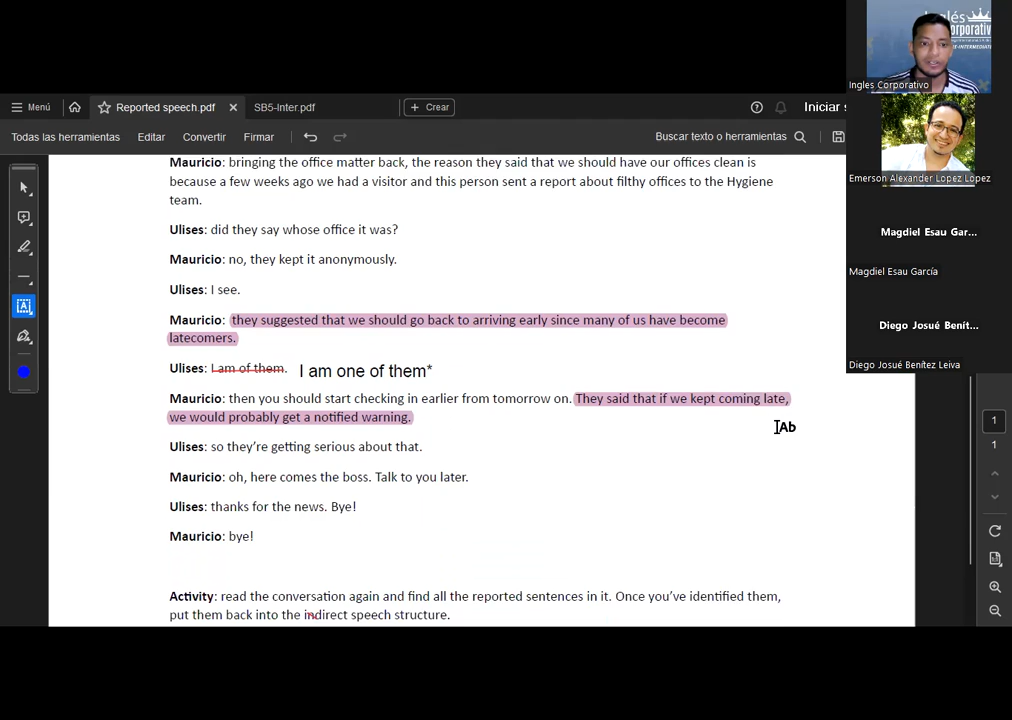 Inglés
Corporativo
PRE-INTERMEDIATE
Ingles Corporativo
Menú
Reported speech.pdf
SB5-Inter.pdf
Crear
Iniciar s
Todas las herramientas
Editar
Convertir
Firmar
Buscar texto o herramientas
Mauricio: bringing the office matter back, the reason they said that we should have our offices clean is
because a few weeks ago we had a visitor and this person sent a report about filthy offices to the Hygiene
team.
Emerson Alexander Lopez López
Ulises: did they say whose office it was?
Magdiel Esau Gar...
Mauricio: no, they kept it anonymously.
Magdiel Esau García
Ulises: I see.
Mauricio: they suggested that we should go back to arriving early since many of us have become
latecomers.
Diego Josué Benít...
Diego Josué Benítez Leiva
Ulises: I am of them. I am one of them*
Mauricio: then you should start checking in earlier from tomorrow on. They said that if we kept coming late,
we would probably get a notified warning.
Ab
1
1
Ulises: so they're getting serious about that.
Mauricio: oh, here comes the boss. Talk to you later.
Ulises: thanks for the news. Bye!
Mauricio: bye!
Activity: read the conversation again and find all the reported sentences in it. Once you've identified them,
put them back into the indirect speech structure.